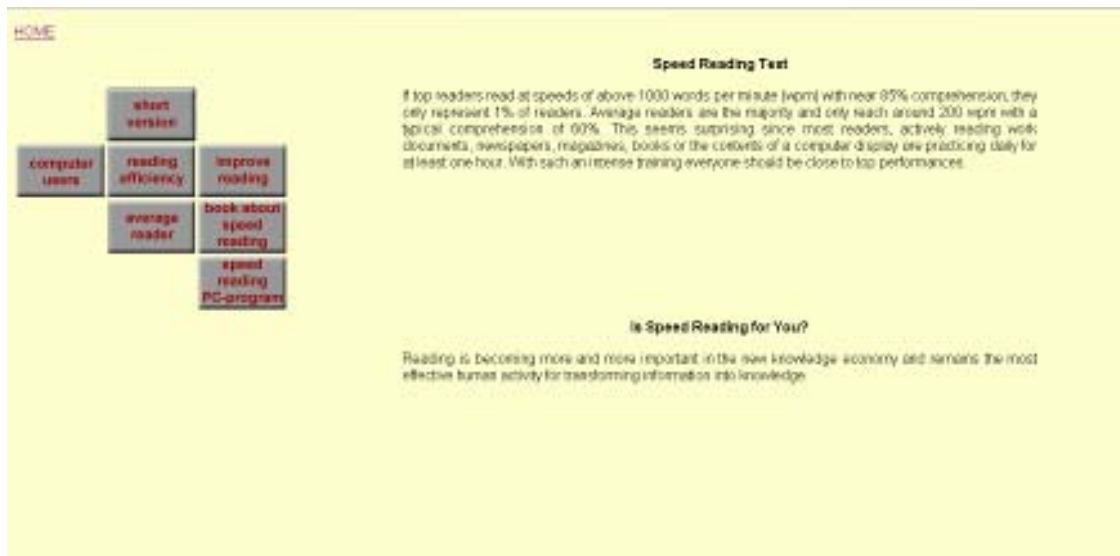 HOME
short
version
computer
users
reading
efficiency
improve
reading
average
reader
book about
speed
reading
speed
reading
PC-program
Speed Reading Test
If top readers read at speeds of above 1000 words per minute (wpm) with near 85% comprehension, they
only represent 1% of readers. Average readers are the majority and only reach around 200 wpm with a
typical comprehension of 60%. This seems surprising since most readers, actively reading work
documents, newspapers, magazines, books or the contents of a computer display are practicing daily for
at least one hour. With such an intense training everyone should be close to top performances.
Is Speed Reading for You?
Reading is becoming more and more important in the new knowledge economy and remains the most
effective human activity for transforming information into knowledge.